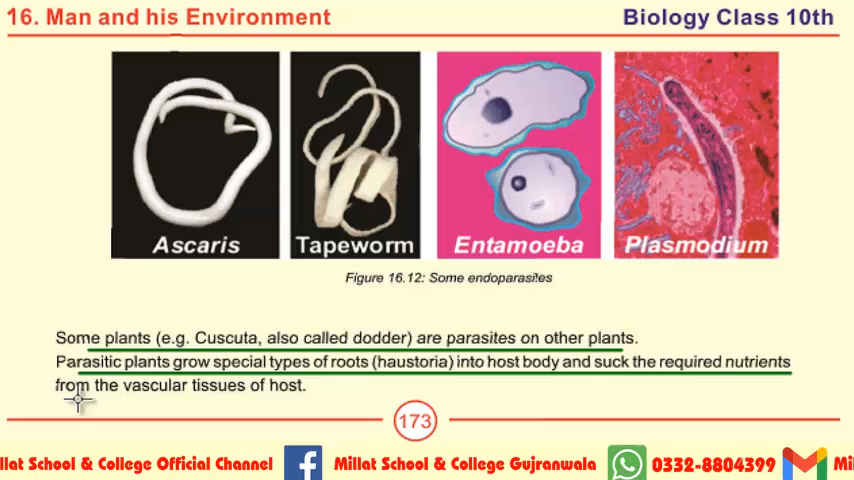 16. Man and his Environment
Biology Class 10th
Ascaris
Tapeworm
Entamoeba
Plasmodium
Figure 16.12: Some endoparasites
Some plants (e.g. Cuscuta, also called dodder) are parasites on other plants.
Parasitic plants grow special types of roots (haustoria) into host body and suck the required nutrients
from the vascular tissues of host.
173
llat School & College Official Channel
Millat School & College Gujranwala
0332-8804399
Mi